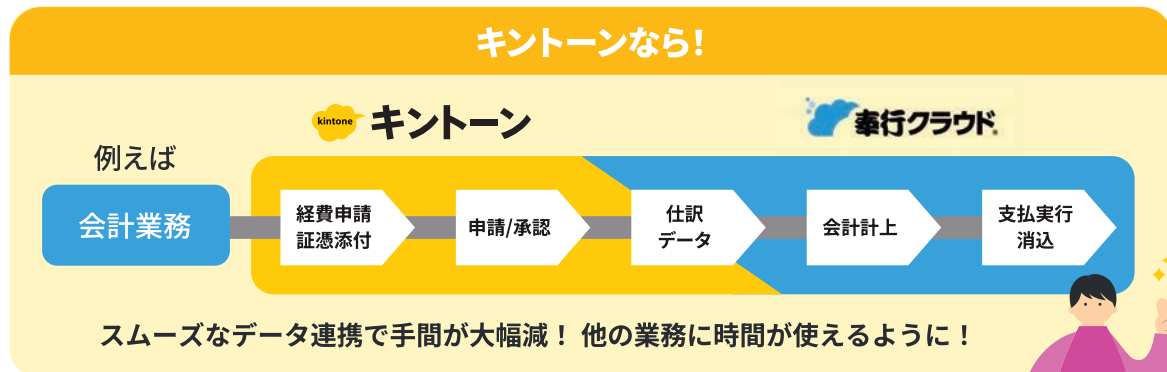 キントーンなら!
kintone キントーン
奉行クラウド
例えば
会計業務
経費申請
証憑添付
申請/承認
仕訳
データ
会計計上
支払実行
消込
スムーズなデータ連携で手間が大幅減！ 他の業務に時間が使えるように！